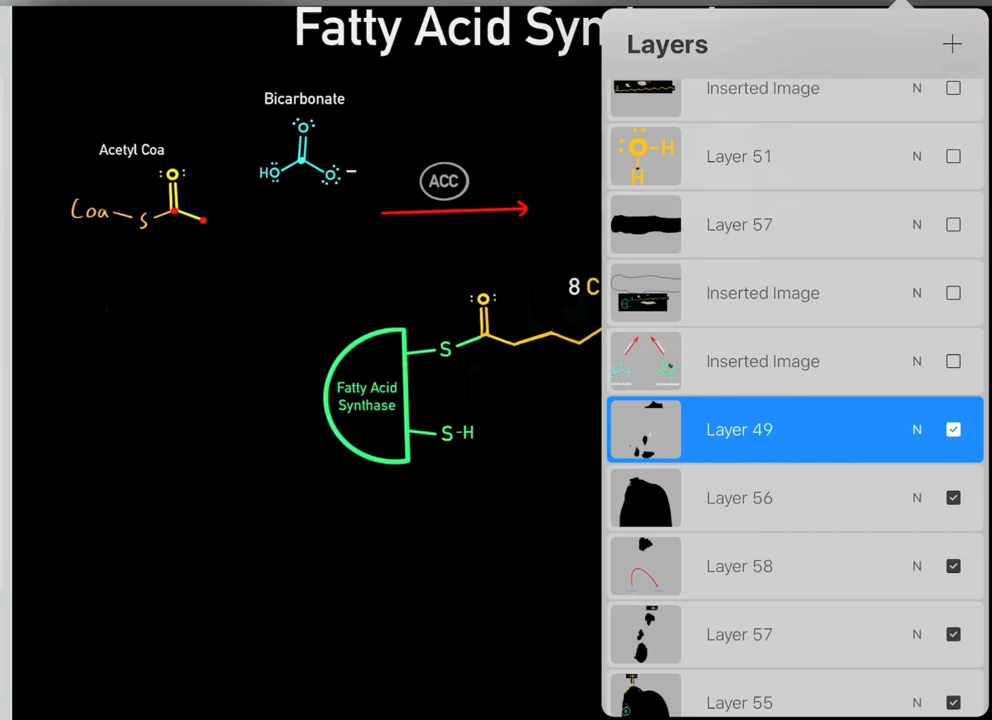 Fatty Acid Syn
Layers
Bicarbonate
Acetyl Coa
O
O
HO
O
−
Coa-S
ACC
8 C
O
S
Fatty Acid
Synthase
S-H
Inserted Image N
O-H
H
Layer 51 N
Layer 57 N
Inserted Image N
Inserted Image N
Layer 49 N
Layer 56 N
Layer 58 N
Layer 57 N
Layer 55 N